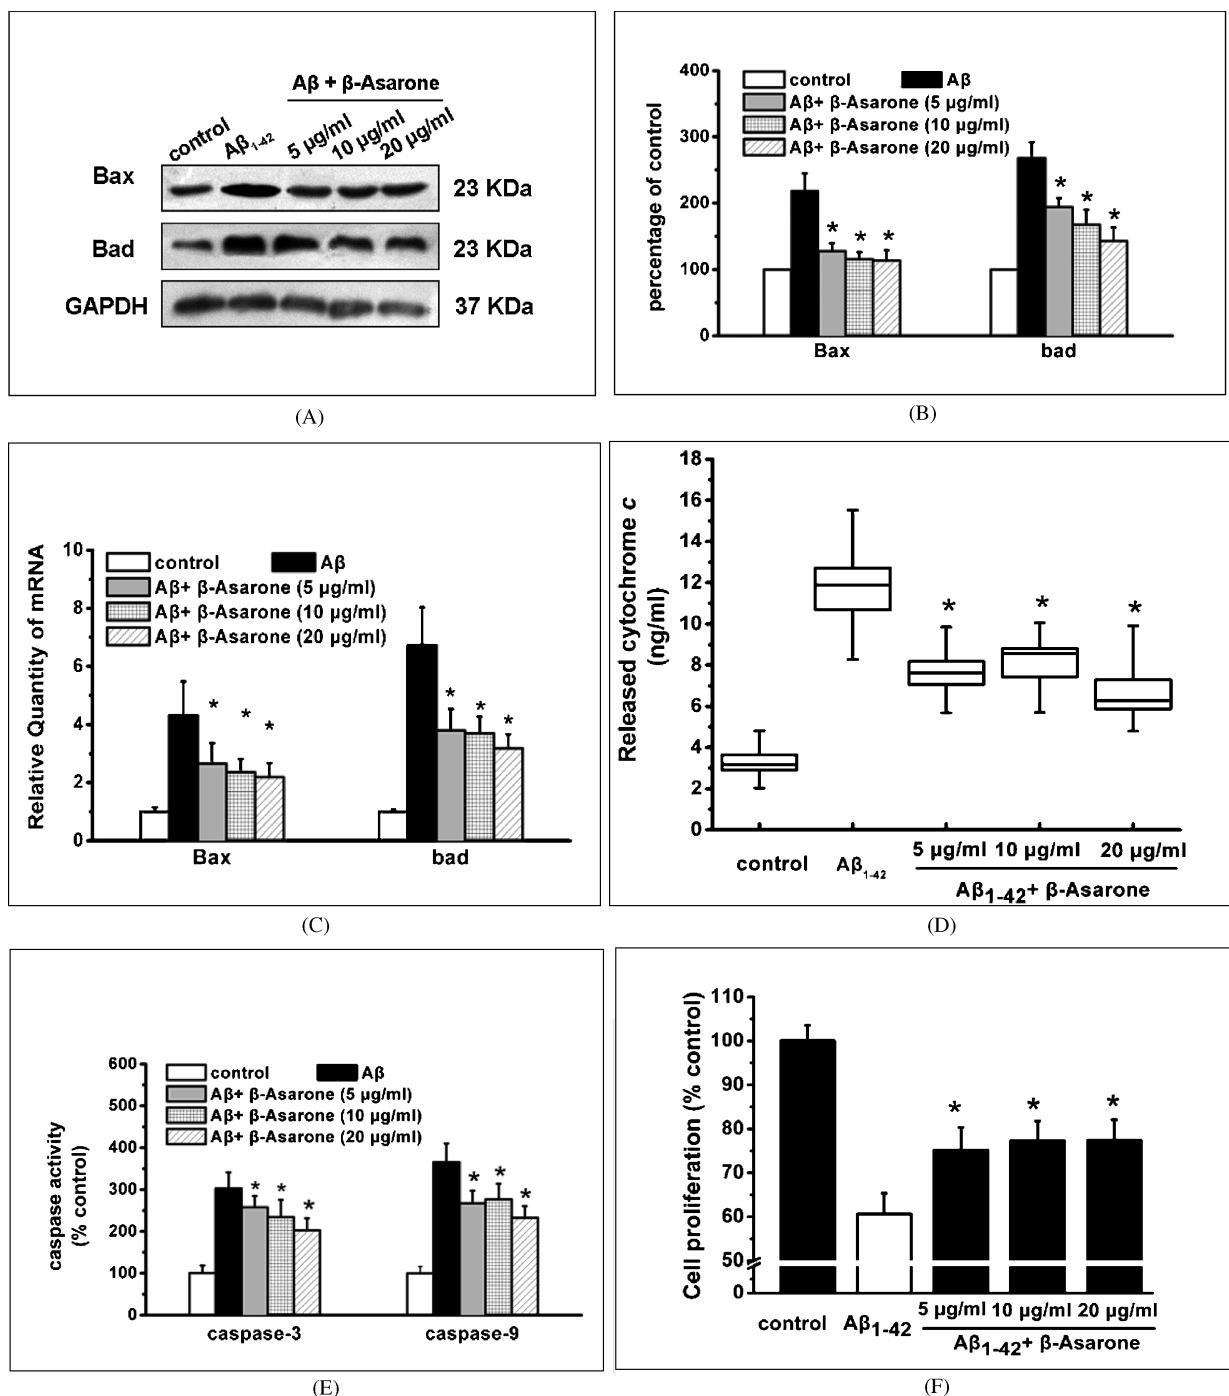 Aβ + β-Asarone
control Aβ1-42 5 µg/ml 10 µg/ml 20 µg/ml
Bax 23 KDa
Bad 23 KDa
GAPDH 37 KDa
(A)
percentage of control
400
300
200
100
0
control Aβ
Aβ+ β-Asarone (5 µg/ml)
Aβ+ β-Asarone (10 µg/ml)
Aβ+ β-Asarone (20 µg/ml)
* * * * * *
Bax bad
(B)
Relative Quantity of mRNA
10
8
6
4
2
0
control Aβ
Aβ+ β-Asarone (5 µg/ml)
Aβ+ β-Asarone (10 µg/ml)
Aβ+ β-Asarone (20 µg/ml)
* * * * * *
Bax bad
(C)
Released cytochrome c
(ng/ml)
18
16
14
12
10
8
6
4
2
0
* * *
control Aβ1-42 5 µg/ml 10 µg/ml 20 µg/ml
Aβ1-42+ β-Asarone
(D)
caspase activity
(% control)
600
500
400
300
200
100
0
control Aβ
Aβ+ β-Asarone (5 µg/ml)
Aβ+ β-Asarone (10 µg/ml)
Aβ+ β-Asarone (20 µg/ml)
* * * * * *
caspase-3 caspase-9
(E)
Cell proliferation (% control)
110
100
90
80
70
60
50
0
* * *
control Aβ1-42 5 µg/ml 10 µg/ml 20 µg/ml
Aβ1-42+ β-Asarone
(F)